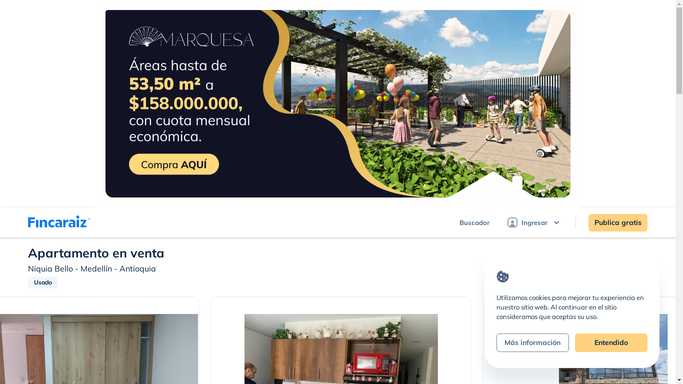 MARQUESA
Áreas hasta de
53,50 m² a
$158.000.000,
con cuota mensual
económica.
Compra AQUÍ
Fincaraiz
Buscador
Ingresar
Publica gratis
Apartamento en venta
Niquia Bello - Medellín - Antioquia
Usado
Utilizamos cookies para mejorar tu experiencia en
nuestro sitio web. Al continuar en el sitio
consideramos que aceptas su uso.
Más información
Entendido